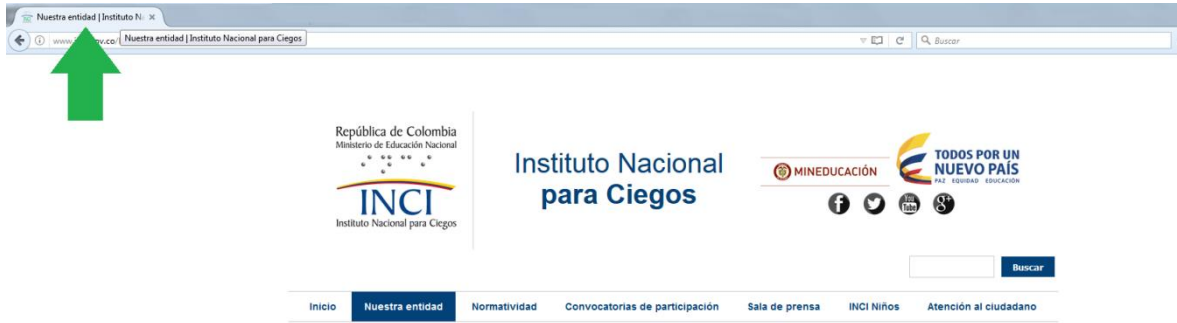 Nuestra entidad | Instituto N
Nuestra entidad | Instituto Nacional para Ciegos
Buscar
República de Colombia
Ministerio de Educación Nacional
INCI
Instituto Nacional para Ciegos
Instituto Nacional
para Ciegos
MINEDUCACIÓN
TODOS POR UN
NUEVO PAÍS
PAZ EQUIDAD EDUCACIÓN
You
Tube
g+
Buscar
Inicio Nuestra entidad Normatividad Convocatorias de participación Sala de prensa INCI Niños Atención al ciudadano